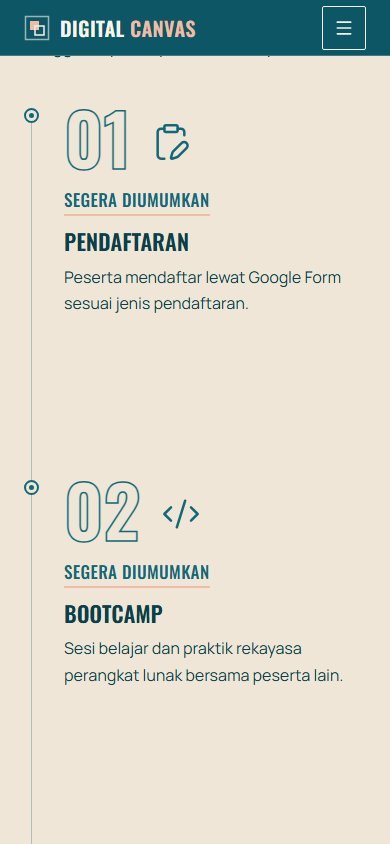 DIGITAL CANVAS
01
SEGERA DIUMUMKAN
PENDAFTARAN
Peserta mendaftar lewat Google Form
sesuai jenis pendaftaran.
02
SEGERA DIUMUMKAN
BOOTCAMP
Sesi belajar dan praktik rekayasa
perangkat lunak bersama peserta lain.